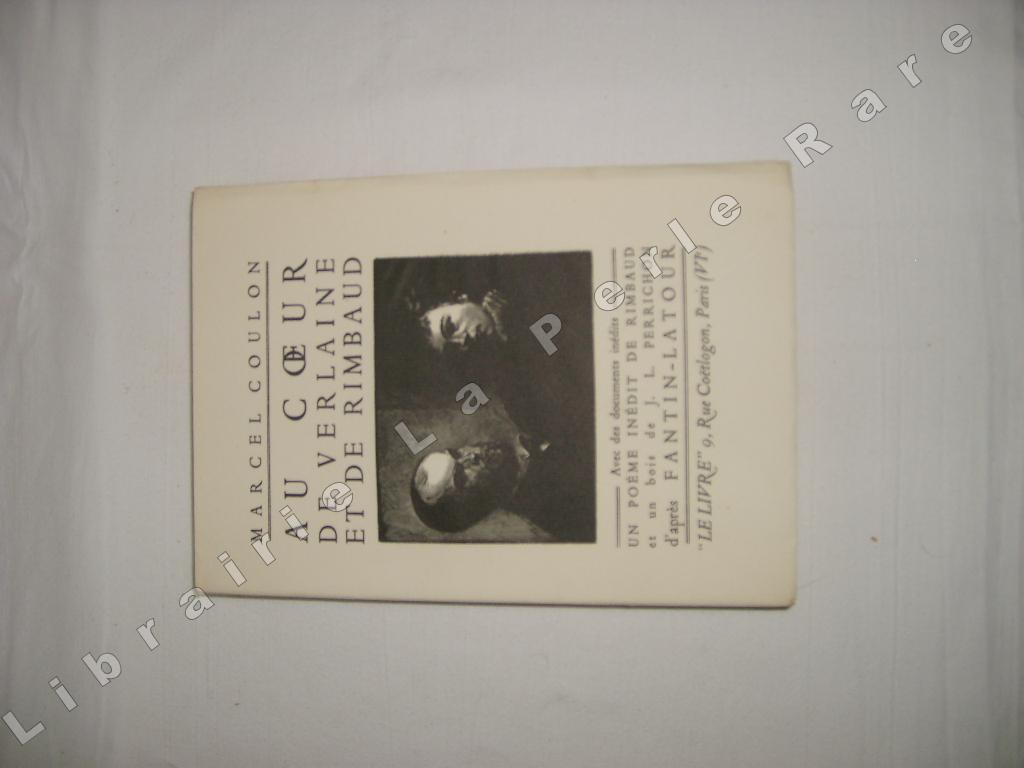 MARCEL COULON
AU CŒUR
DE VERLAINE
ET DE RIMBAUD
Avec des documents inédits
UN POÈME INÉDIT DE RIMBAUD
et un bois de J. L. PERRICHON
d'après FANTIN-LATOUR
"LE LIVRE" 9, Rue Coëtlogon, Paris (VIe)
Librairie La Perle Rare